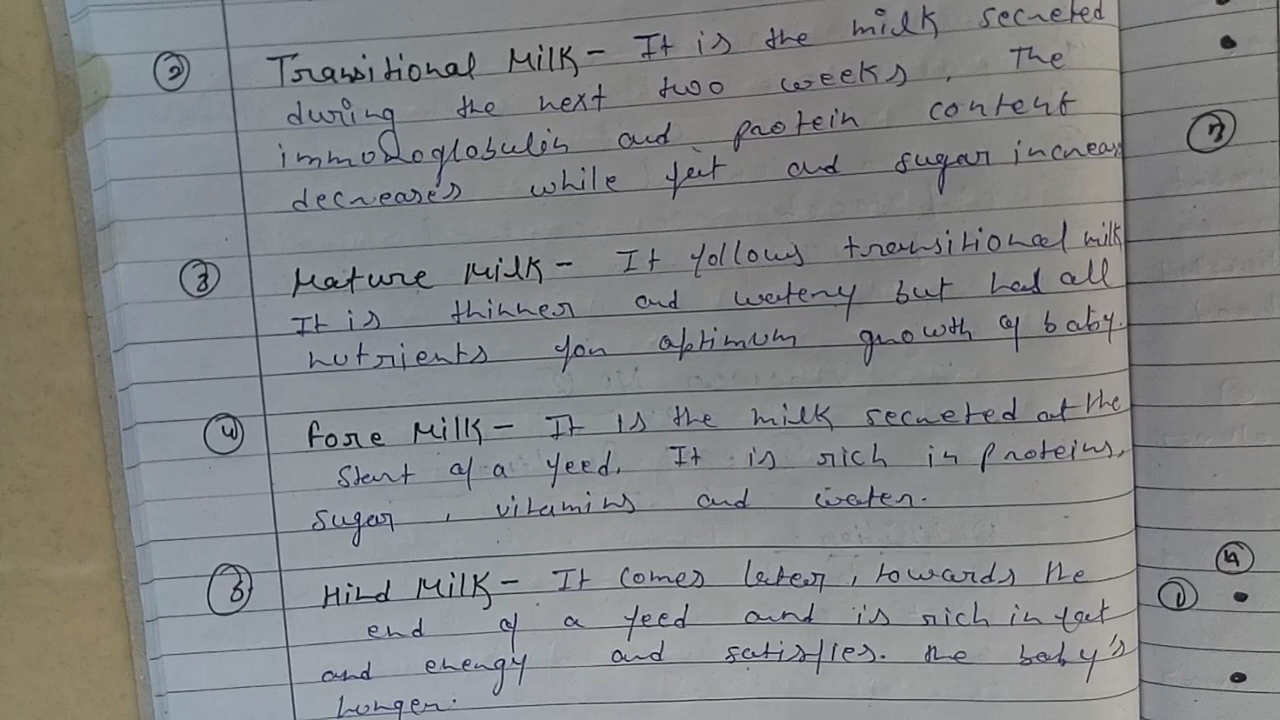 ② Transitional Milk - It is the milk secreted
during the next two weeks. The
immunoglobulin and protein content
decreases while fat and sugar increas
③ Mature Milk - It follows transitional milk
It is thinner and watery but had all
nutrients for optimum growth of baby.
④ Fore Milk - It is the milk secreted at the
start of a feed. It is rich in proteins,
sugar, vitamins and water.
⑤ Hind Milk - It comes later, towards the
end of a feed and is rich in fat
and energy and satisfies. the baby's
hunger.
④
①